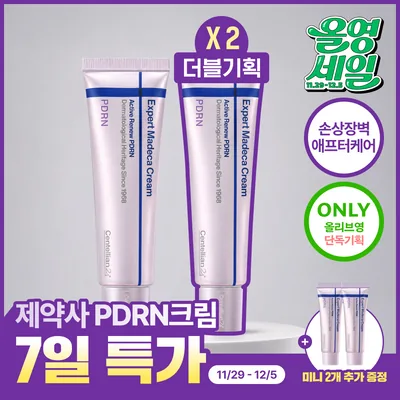 올영
세일
11.29-12.5
X 2
더블기획
손상장벽
애프터케어
ONLY
올리브영
단독기획
Expert Madeca Cream
Active Renew PDRN
Dermatological Heritage Since 1968
PDRN
Centellian24
Expert Madeca Cream
Active Renew PDRN
Dermatological Heritage Since 1968
PDRN
Centellian24
제약사 PDRN크림
7일 특가
11/29 - 12/5
+
미니 2개 추가 증정